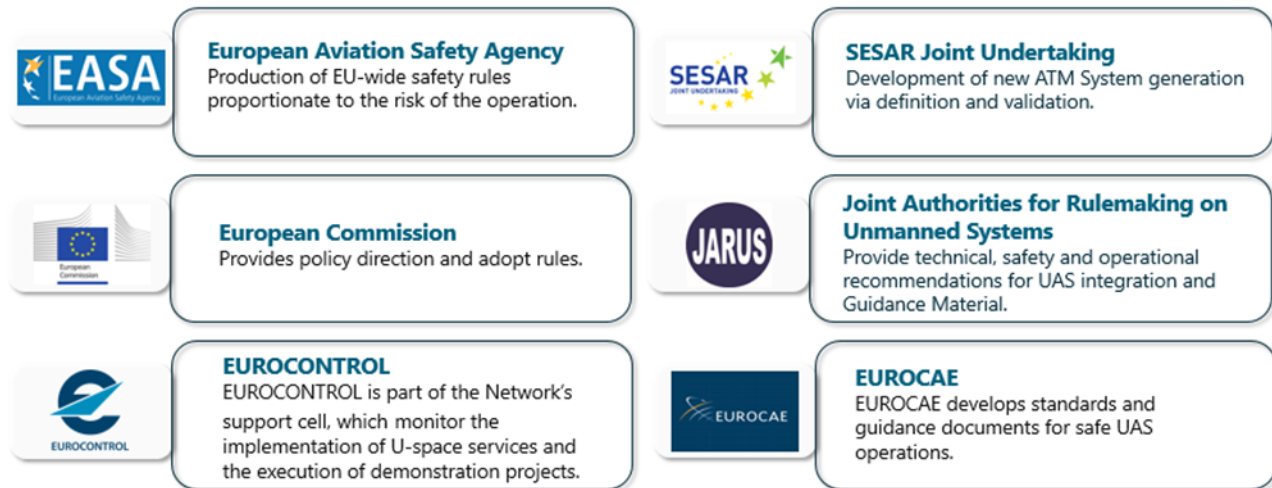 EASA
European Aviation Safety Agency
European Aviation Safety Agency
Production of EU-wide safety rules
proportionate to the risk of the operation.
SESAR
JOINT UNDERTAKING
SESAR Joint Undertaking
Development of new ATM System generation
via definition and validation.
European
Commission
European Commission
Provides policy direction and adopt rules.
JARUS
Joint Authorities for Rulemaking on
Unmanned Systems
Provide technical, safety and operational
recommendations for UAS integration and
Guidance Material.
EUROCONTROL
EUROCONTROL
EUROCONTROL is part of the Network’s
support cell, which monitor the
implementation of U-space services and
the execution of demonstration projects.
EUROCAE
EUROCAE
EUROCAE develops standards and
guidance documents for safe UAS
operations.